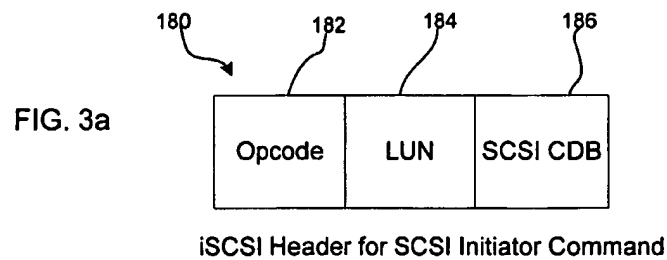 180 182 184 186
FIG. 3a
Opcode LUN SCSI CDB
iSCSI Header for SCSI Initiator Command